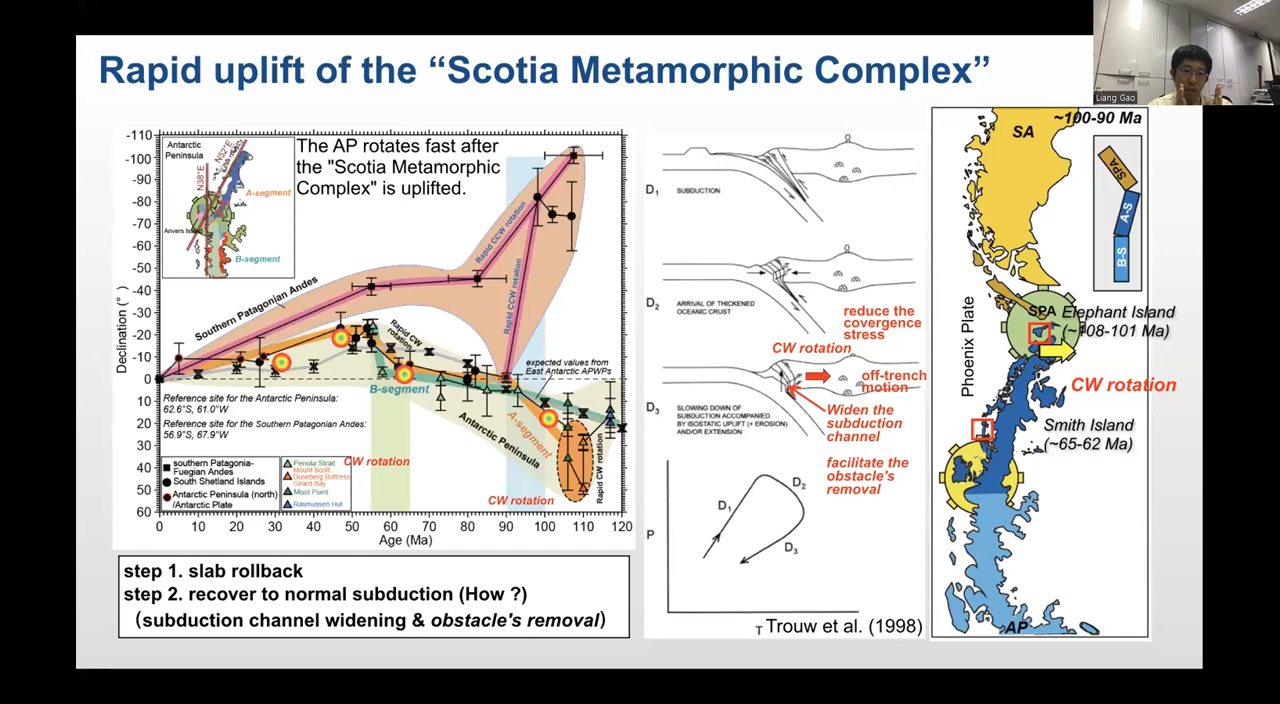 Rapid uplift of the “Scotia Metamorphic Complex”
Liang Gao
The AP rotates fast after
the "Scotia Metamorphic
Complex" is uplifted.
Antarctic
Peninsula
N38°E
N52°E
A-segment
Anvers Island
B-segment
Declination (°)
-110
-100
-90
-80
-70
-60
-50
-40
-30
-20
-10
0
10
20
30
40
50
60
0
10
20
30
40
50
60
70
80
90
100
110
120
Age (Ma)
Southern Patagonian Andes
Rapid CCW rotation
Rapid CCW rotation
Rapid CW
rotation
B-segment
A-segment
Antarctic Peninsula
expected values from
East Antarctic APWPs
Rapid CW rotation
CW rotation
CW rotation
Reference site for the Antarctic Peninsula:
62.6°S, 61.0°W
Reference site for the Southern Patagonian Andes:
56.9°S, 67.9°W
southern Patagonia-
Fuegian Andes
South Shetland Islands
Antarctic Peninsula (north)
/Antarctic Plate
Penola Strait
Mount Scott
Duneberg Buttress
Girard Bay
Moot Point
Rasmussen Hut
step 1. slab rollback
step 2. recover to normal subduction (How ?)
(subduction channel widening & obstacle's removal)
D1
SUBDUCTION
D2
ARRIVAL OF THICKENED
OCEANIC CRUST
reduce the
covergence
stress
CW rotation
off-trench
motion
D3
SLOWING DOWN OF
SUBDUCTION ACCOMPANIED
BY ISOSTATIC UPLIFT (+ EROSION)
AND/OR EXTENSION
Widen the
subduction
channel
facilitate the
obstacle's
removal
P
D1
D2
D3
T
Trouw et al. (1998)
SA
~100-90 Ma
SPA
A-S
B-S
Phoenix Plate
SPA
Elephant Island
(~108-101 Ma)
CW rotation
Smith Island
(~65-62 Ma)
AP